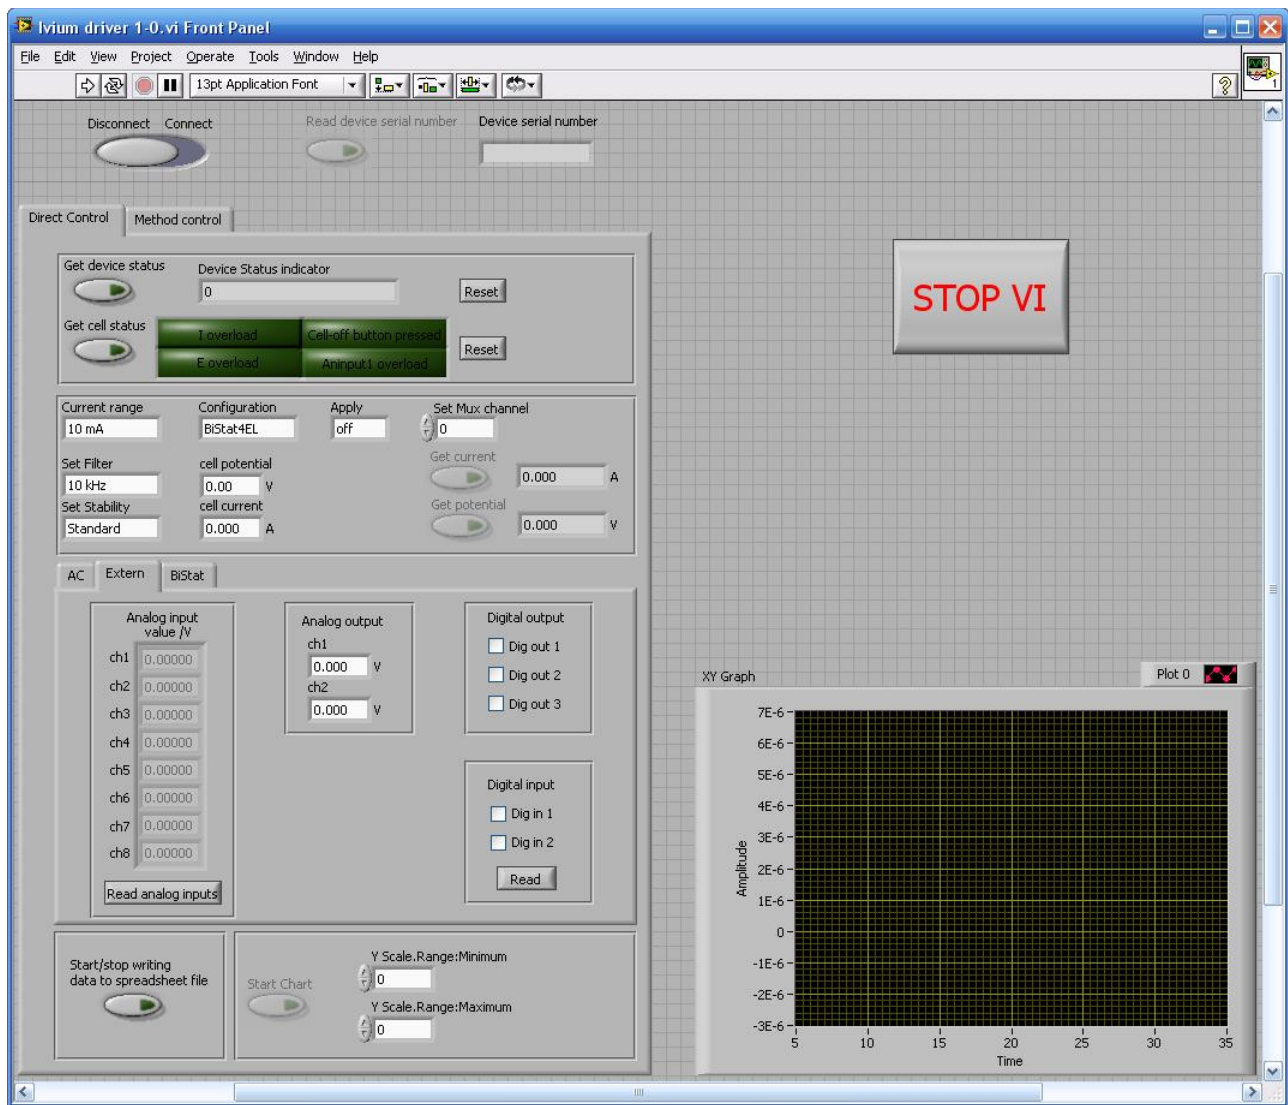 Ivium driver 1-0.vi Front Panel
File Edit View Project Operate Tools Window Help
13pt Application Font
1
Disconnect Connect
Read device serial number
Device serial number
Direct Control
Method control
Get device status
Device Status indicator
0
Reset
Get cell status
I overload
Cell-off button pressed
E overload
Aninput1 overload
Reset
STOP VI
Current range
10 mA
Configuration
BiStat4EL
Apply
off
Set Mux channel
0
Set Filter
10 kHz
cell potential
0.00 V
Get current
0.000 A
Set Stability
Standard
cell current
0.000 A
Get potential
0.000 V
AC
Extern
BiStat
Analog input
value /V
ch1 0.00000
ch2 0.00000
ch3 0.00000
ch4 0.00000
ch5 0.00000
ch6 0.00000
ch7 0.00000
ch8 0.00000
Read analog inputs
Analog output
ch1
0.000 V
ch2
0.000 V
Digital output
Dig out 1
Dig out 2
Dig out 3
Digital input
Dig in 1
Dig in 2
Read
Start/stop writing
data to spreadsheet file
Start Chart
Y Scale.Range:Minimum
0
Y Scale.Range:Maximum
0
XY Graph
Plot 0
7E-6
6E-6
5E-6
4E-6
3E-6
2E-6
1E-6
0
-1E-6
-2E-6
-3E-6
Amplitude
5 10 15 20 25 30 35
Time